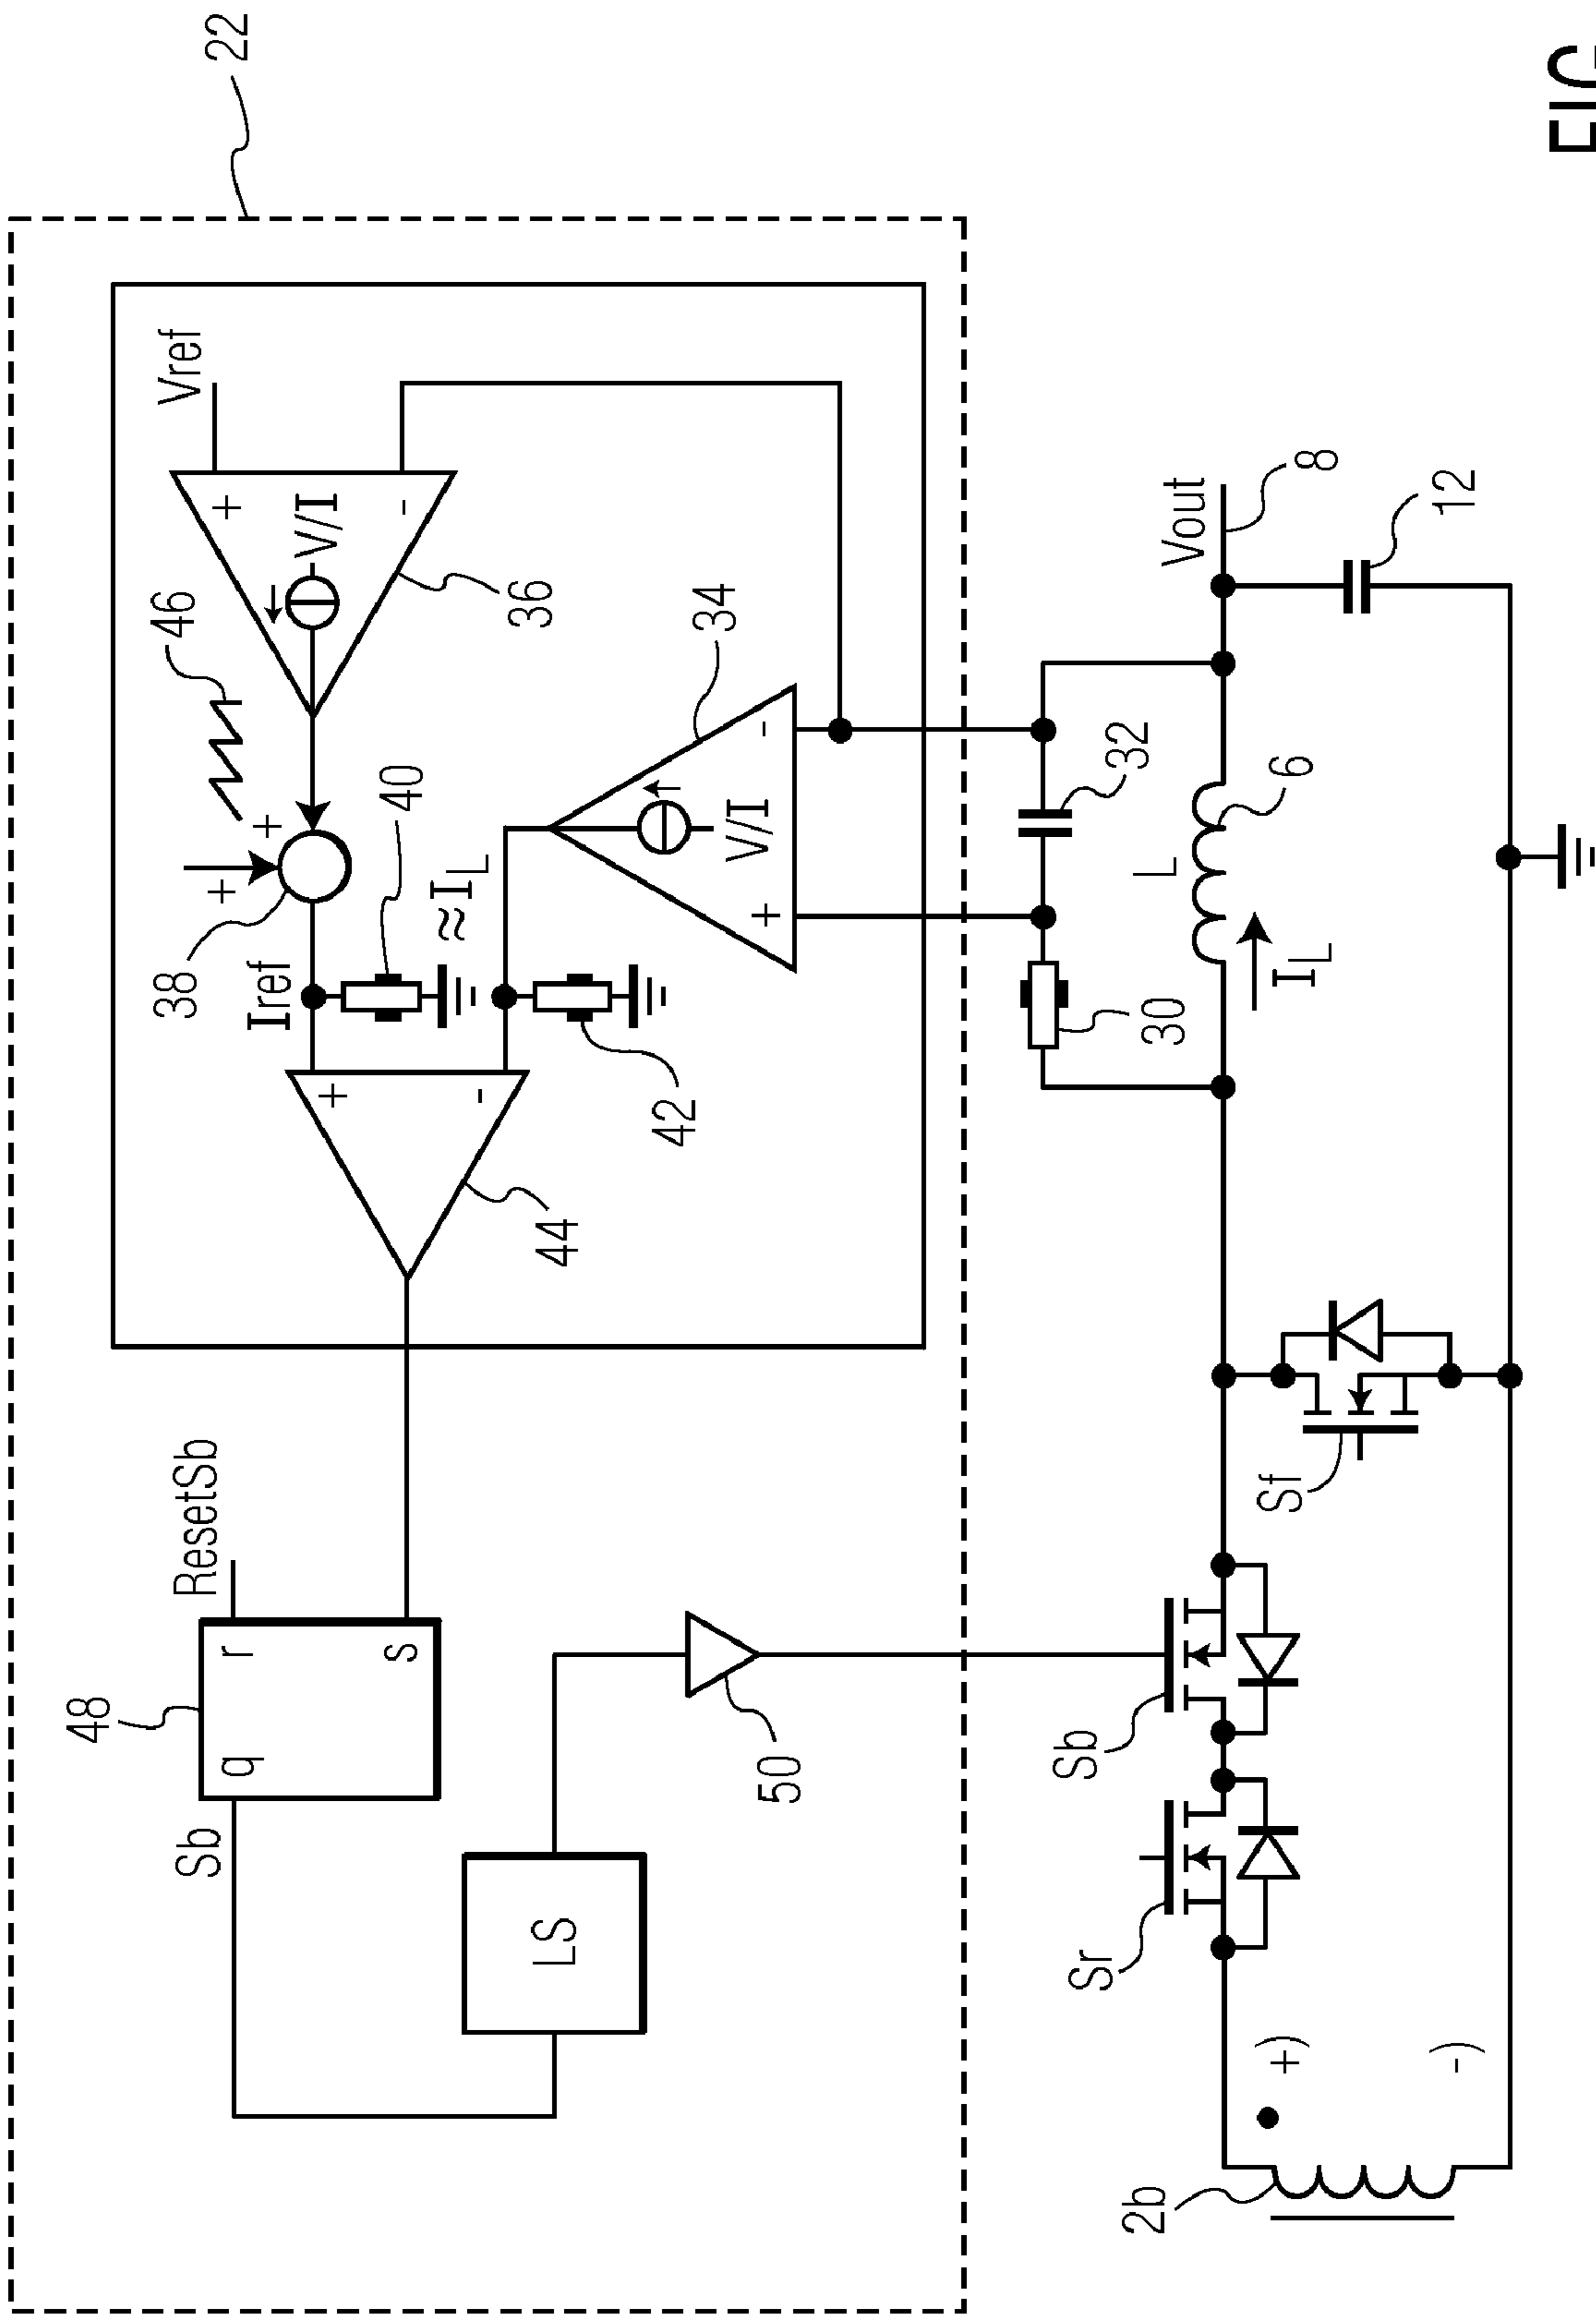 22
48
q
r
s
ResetSb
Sb
LS
50
38
+
+
46
Vref
+
-
V/I
36
Iref
40
≈IL
42
+
-
44
34
+
-
V/I
2b
+)
-)
Sr
Sb
Sf
30
32
L
IL
6
Vout
8
12